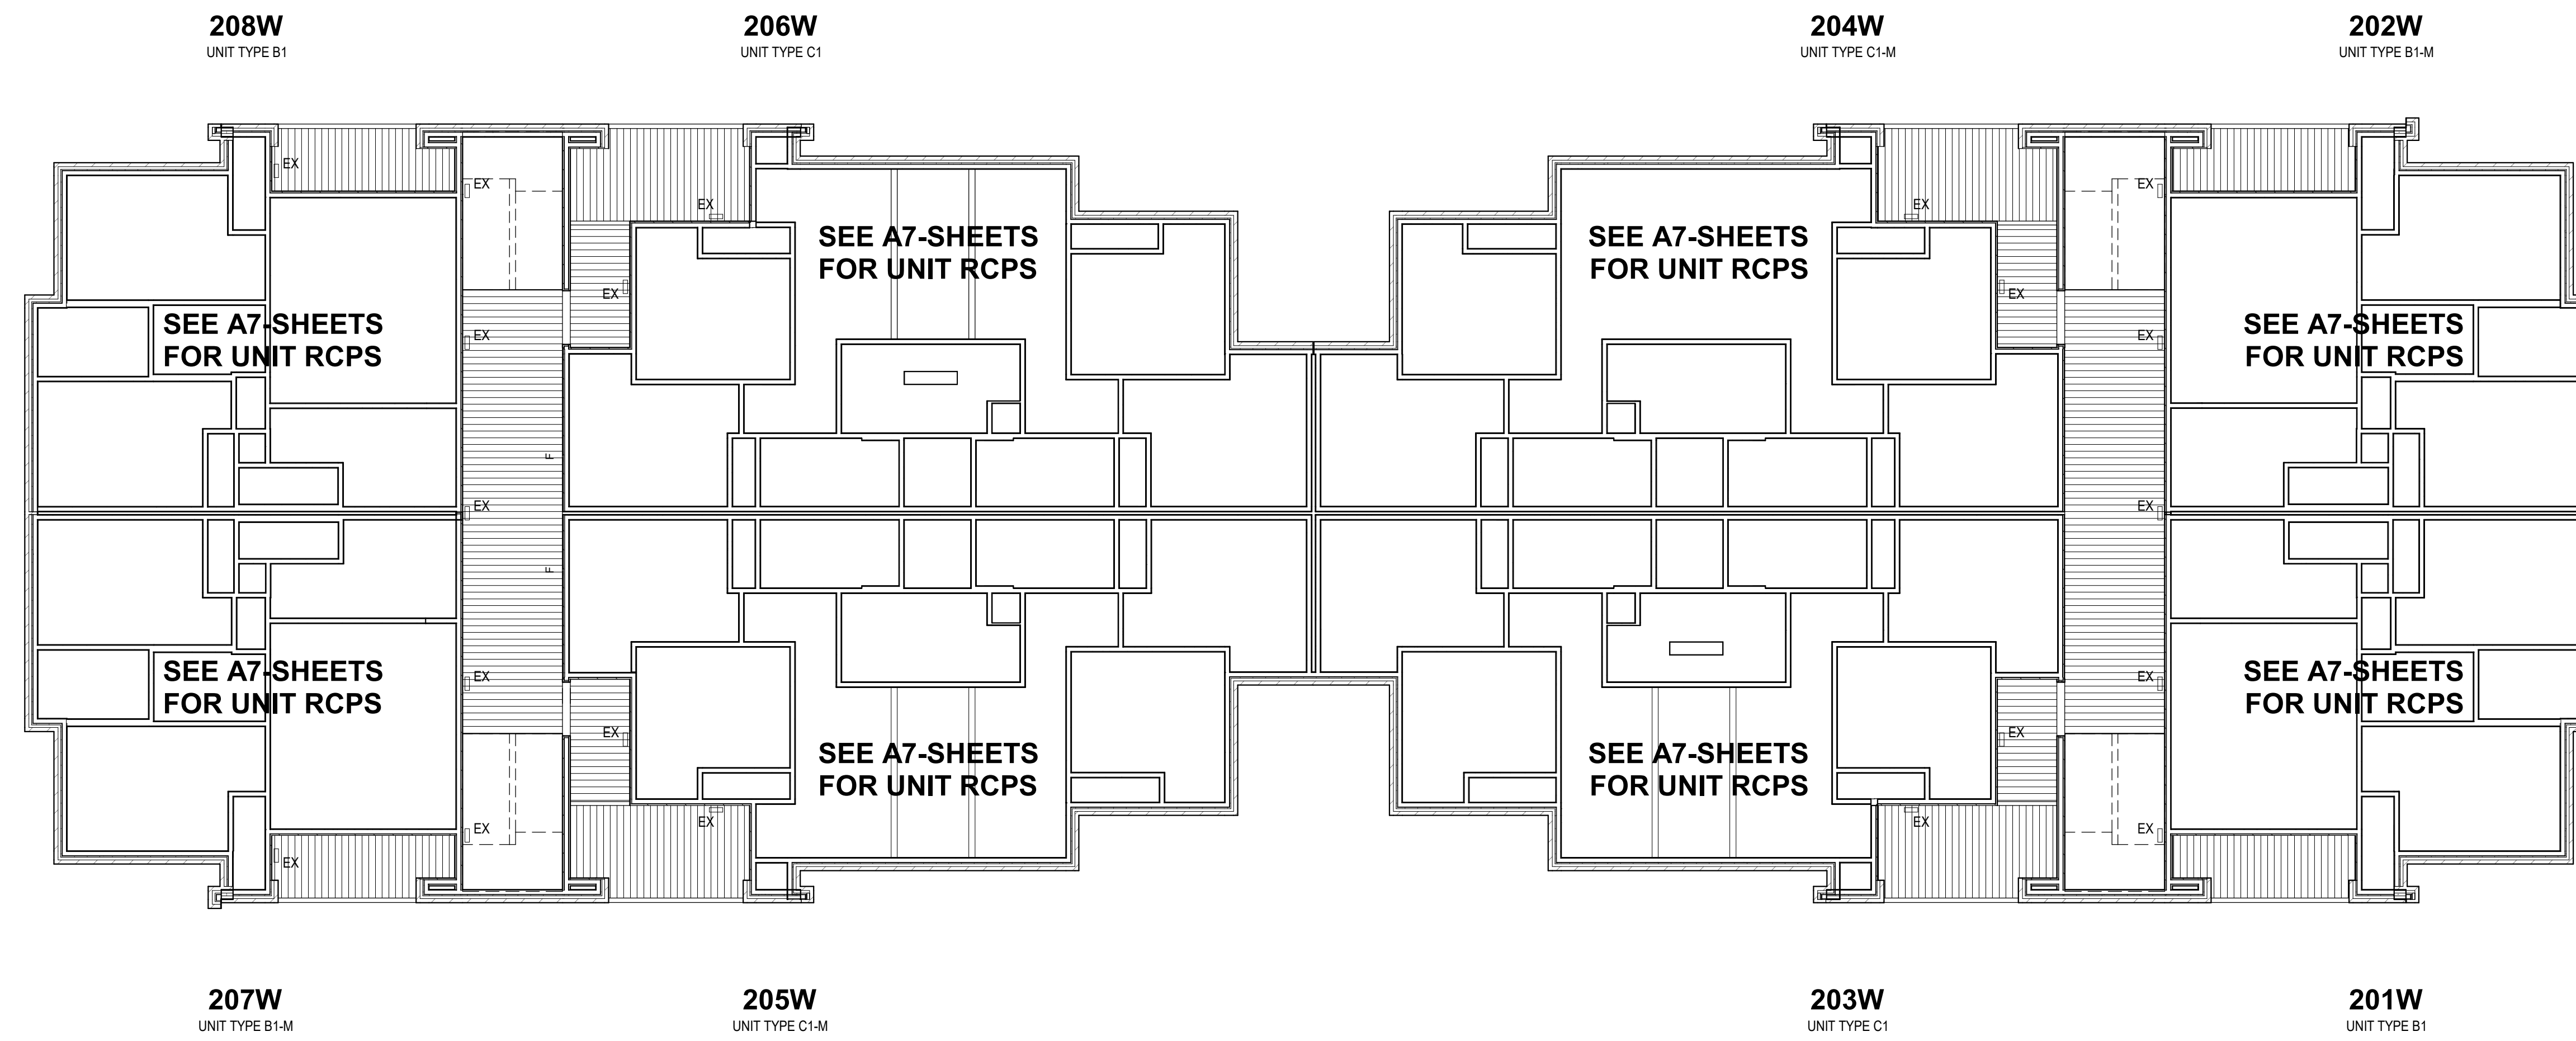 208W
UNIT TYPE B1
206W
UNIT TYPE C1
204W
UNIT TYPE C1-M
202W
UNIT TYPE B1-M
EX
EX
EX
EX
EX
EX
SEE A7-SHEETS
FOR UNIT RCPS
SEE A7-SHEETS
FOR UNIT RCPS
EX
EX
SEE A7-SHEETS
FOR UNIT RCPS
EX
EX
SEE A7-SHEETS
FOR UNIT RCPS
F
EX
EX
F
SEE A7-SHEETS
FOR UNIT RCPS
EX
EX
SEE A7-SHEETS
FOR UNIT RCPS
EX
EX
SEE A7-SHEETS
FOR UNIT RCPS
SEE A7-SHEETS
FOR UNIT RCPS
EX
EX
EX
EX
EX
207W
UNIT TYPE B1-M
205W
UNIT TYPE C1-M
203W
UNIT TYPE C1
201W
UNIT TYPE B1